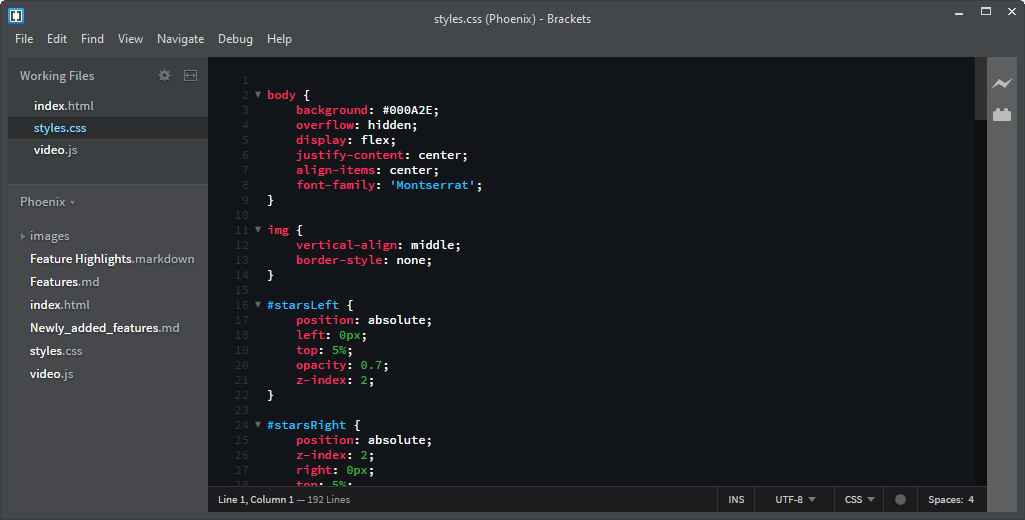 styles.css (Phoenix) - Brackets
File Edit Find View Navigate Debug Help
Working Files
index.html
styles.css
video.js
Phoenix
images
Feature Highlights.markdown
Features.md
index.html
Newly_added_features.md
styles.css
video.js
1
2 body {
3 background: #000A2E;
4 overflow: hidden;
5 display: flex;
6 justify-content: center;
7 align-items: center;
8 font-family: 'Montserrat';
9 }
10
11 img {
12 vertical-align: middle;
13 border-style: none;
14 }
15
16 #starsLeft {
17 position: absolute;
18 left: 0px;
19 top: 5%;
20 opacity: 0.7;
21 z-index: 2;
22 }
23
24 #starsRight {
25 position: absolute;
26 z-index: 2;
27 right: 0px;
28 top: 5%;
Line 1, Column 1 — 192 Lines INS UTF-8 CSS Spaces: 4